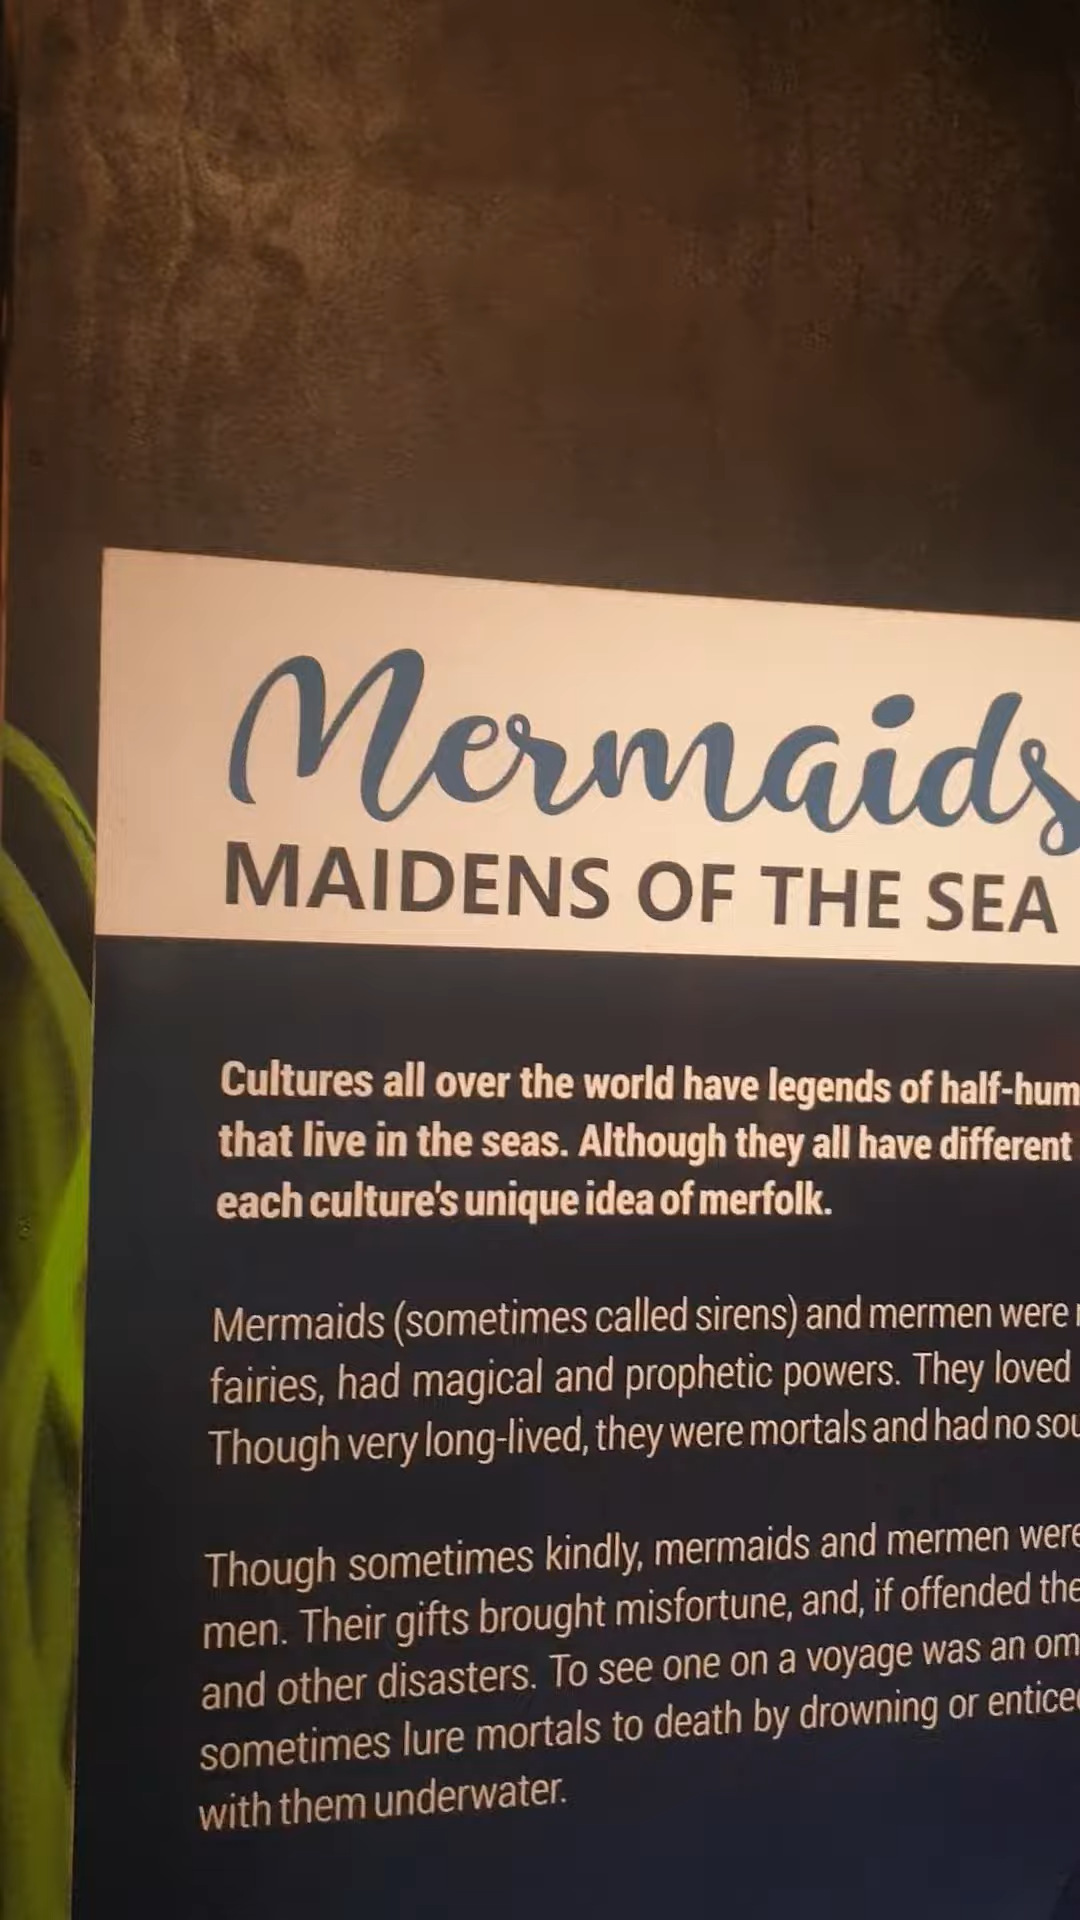 Mermaids
MAIDENS OF THE SEA
Cultures all over the world have legends of half-hum
that live in the seas. Although they all have different
each culture's unique idea of merfolk.
Mermaids (sometimes called sirens) and mermen were
fairies, had magical and prophetic powers. They loved
Though very long-lived, they were mortals and had no sou
Though sometimes kindly, mermaids and mermen were
men. Their gifts brought misfortune, and, if offended the
and other disasters. To see one on a voyage was an om
sometimes lure mortals to death by drowning or entice
with them underwater.